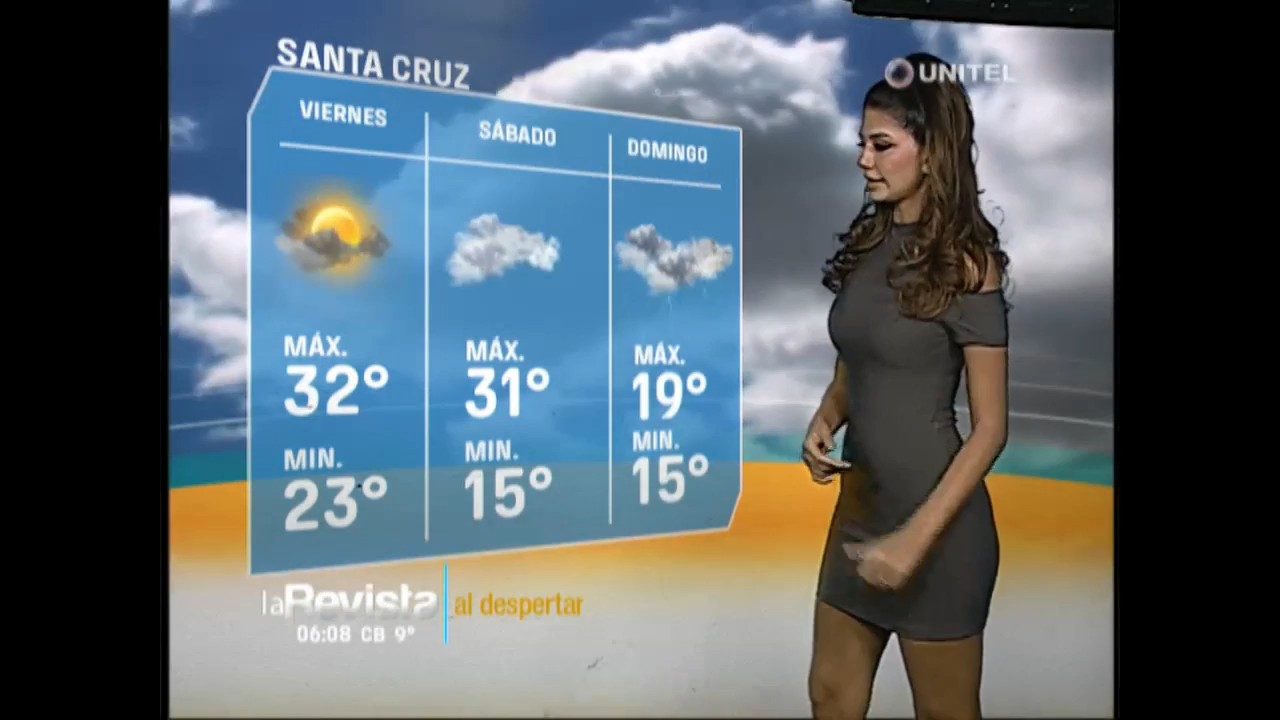 SANTA CRUZ
UNITEL
VIERNES
SÁBADO
DOMINGO
MÁX.
32°
MÁX.
31°
MÁX.
19°
MIN.
23°
MIN.
15°
MIN.
15°
laRevista al despertar
06:08 CB 9°